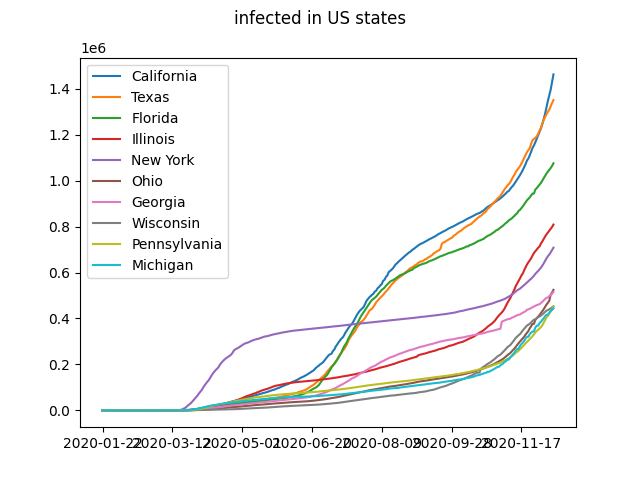 infected in US states
1e6
1.4
1.2
1.0
0.8
0.6
0.4
0.2
0.0
California
Texas
Florida
Illinois
New York
Ohio
Georgia
Wisconsin
Pennsylvania
Michigan
2020-01-22 2020-03-12 2020-05-01 2020-06-20 2020-08-09 2020-09-28 2020-11-17